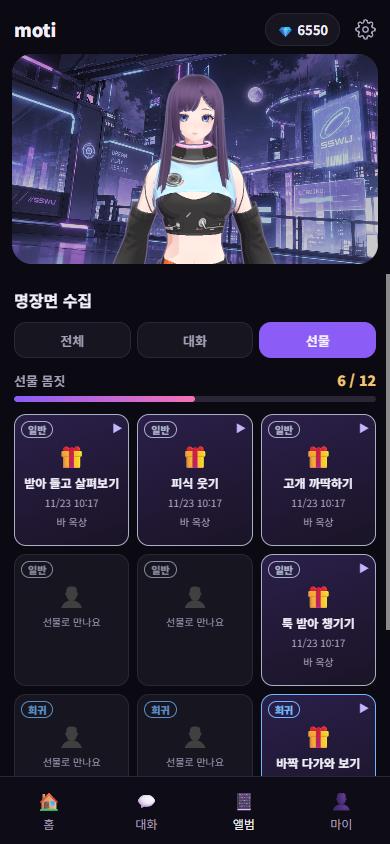 moti
6550
SSWU
//SSWU
명장면 수집
전체
대화
선물
선물 몸짓
6 / 12
일반
받아 들고 살펴보기
11/23 10:17
바 옥상
일반
피식 웃기
11/23 10:17
바 옥상
일반
고개 까딱하기
11/23 10:17
바 옥상
일반
선물로 만나요
일반
선물로 만나요
일반
툭 받아 챙기기
11/23 10:17
바 옥상
희귀
선물로 만나요
희귀
선물로 만나요
희귀
바짝 다가와 보기
홈
대화
앨범
마이